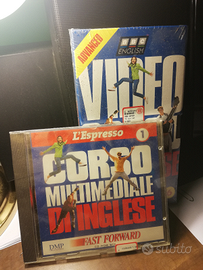 ADVANCED
ENGLISH
VIDEO
L'Espresso 1
CORSO
MULTIMEDIALE
DI INGLESE
FAST FORWARD
DMP
subito